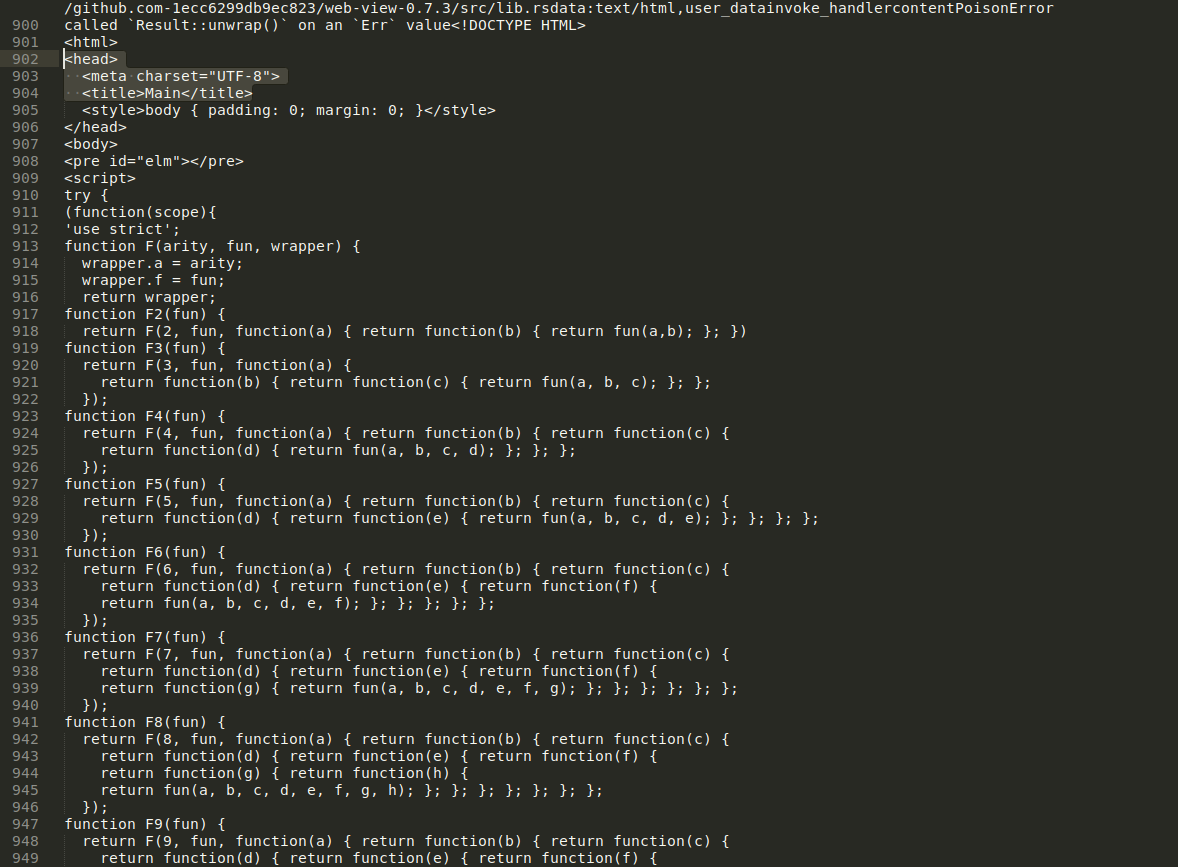 /github.com-1ecc6299db9ec823/web-view-0.7.3/src/lib.rsdata:text/html,user_datainvoke_handlercontentPoisonError
900 called `Result::unwrap()` on an `Err` value<!DOCTYPE HTML>
901 <html>
902 <head>
903 ··<meta·charset="UTF-8">
904 ··<title>Main</title>
905   <style>body { padding: 0; margin: 0; }</style>
906 </head>
907 <body>
908 <pre id="elm"></pre>
909 <script>
910 try {
911 (function(scope){
912 'use strict';
913 function F(arity, fun, wrapper) {
914   wrapper.a = arity;
915   wrapper.f = fun;
916   return wrapper;
917 function F2(fun) {
918   return F(2, fun, function(a) { return function(b) { return fun(a,b); }; })
919 function F3(fun) {
920   return F(3, fun, function(a) {
921     return function(b) { return function(c) { return fun(a, b, c); }; };
922   });
923 function F4(fun) {
924   return F(4, fun, function(a) { return function(b) { return function(c) {
925     return function(d) { return fun(a, b, c, d); }; }; };
926   });
927 function F5(fun) {
928   return F(5, fun, function(a) { return function(b) { return function(c) {
929     return function(d) { return function(e) { return fun(a, b, c, d, e); }; }; }; };
930   });
931 function F6(fun) {
932   return F(6, fun, function(a) { return function(b) { return function(c) {
933     return function(d) { return function(e) { return function(f) {
934     return fun(a, b, c, d, e, f); }; }; }; }; };
935   });
936 function F7(fun) {
937   return F(7, fun, function(a) { return function(b) { return function(c) {
938     return function(d) { return function(e) { return function(f) {
939     return function(g) { return fun(a, b, c, d, e, f, g); }; }; }; }; }; };
940   });
941 function F8(fun) {
942   return F(8, fun, function(a) { return function(b) { return function(c) {
943     return function(d) { return function(e) { return function(f) {
944     return function(g) { return function(h) {
945     return fun(a, b, c, d, e, f, g, h); }; }; }; }; }; }; };
946   });
947 function F9(fun) {
948   return F(9, fun, function(a) { return function(b) { return function(c) {
949     return function(d) { return function(e) { return function(f) {